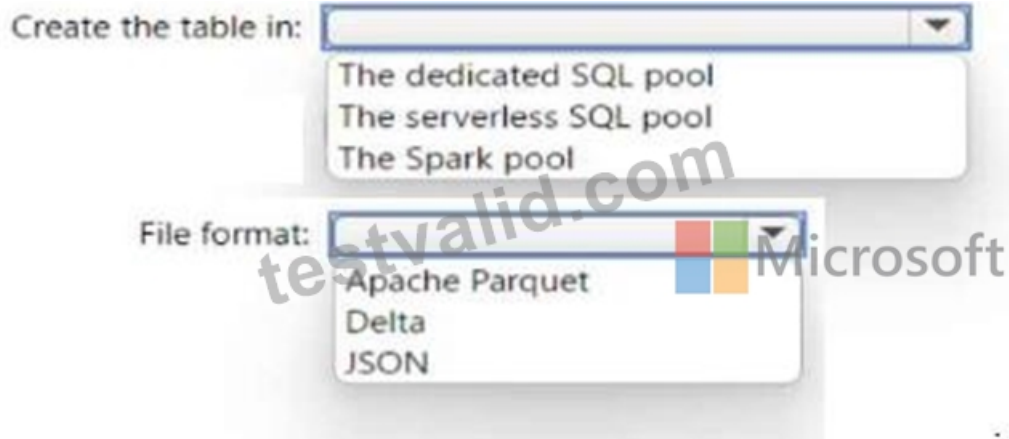 Create the table in:
The dedicated SQL pool
The serverless SQL pool
The Spark pool
testvalid.com
File format:
Microsoft
Apache Parquet
Delta
JSON